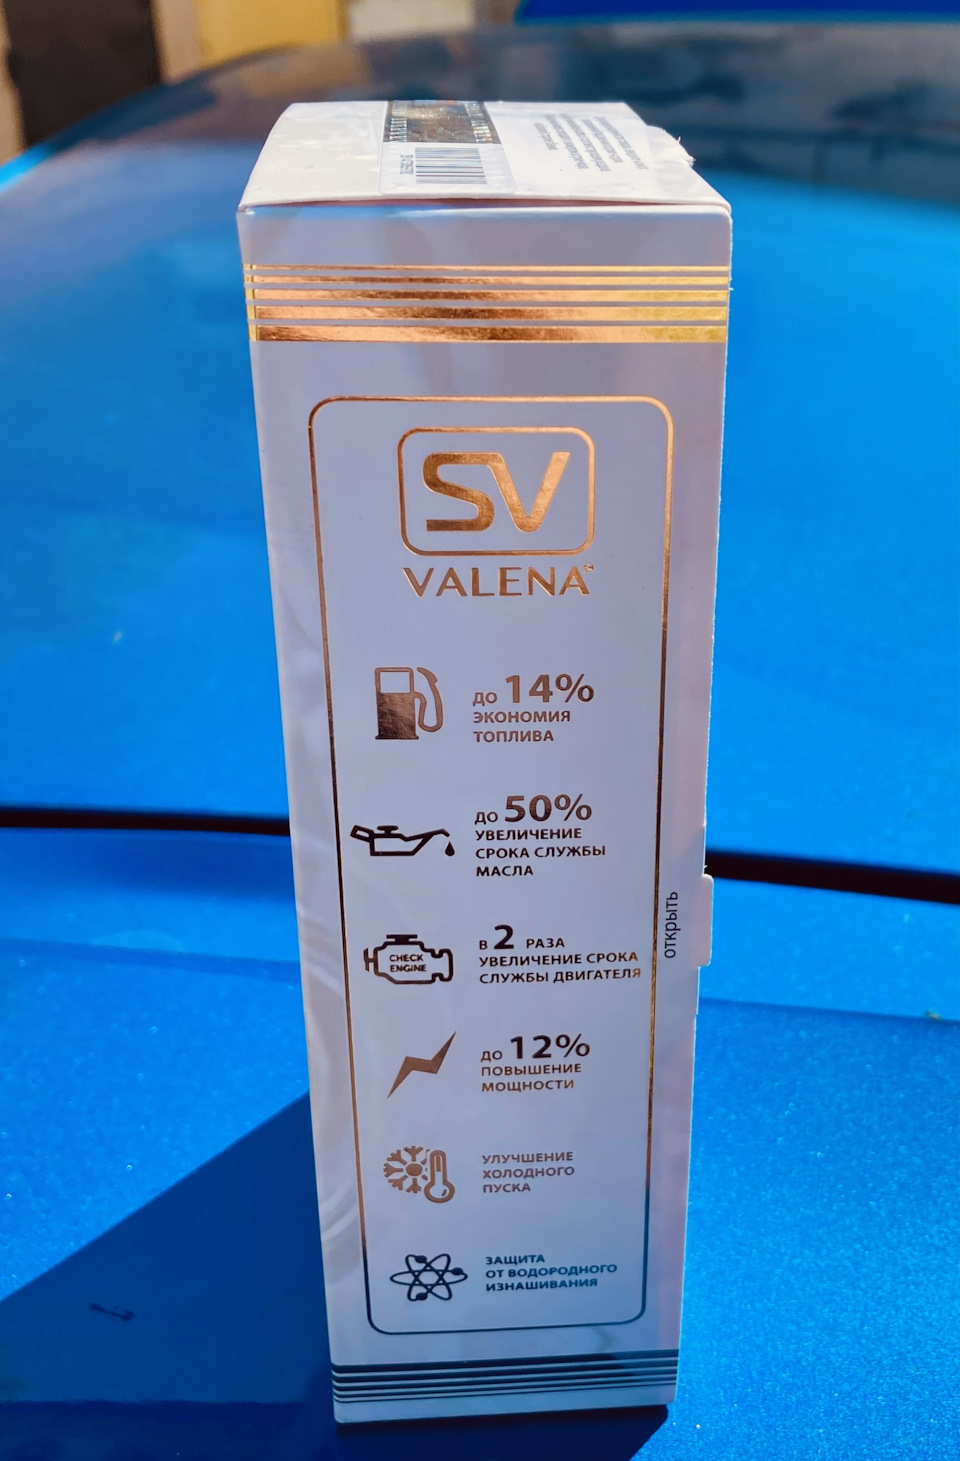 SV
VALENA™
ДО 14%
ЭКОНОМИЯ
ТОПЛИВА
ДО 50%
УВЕЛИЧЕНИЕ
СРОКА СЛУЖБЫ
МАСЛА
CHECK
ENGINE
В 2 РАЗА
УВЕЛИЧЕНИЕ СРОКА
СЛУЖБЫ ДВИГАТЕЛЯ
ДО 12%
ПОВЫШЕНИЕ
МОЩНОСТИ
УЛУЧШЕНИЕ
ХОЛОДНОГО
ПУСКА
ЗАЩИТА
ОТ ВОДОРОДНОГО
ИЗНАШИВАНИЯ
открыть